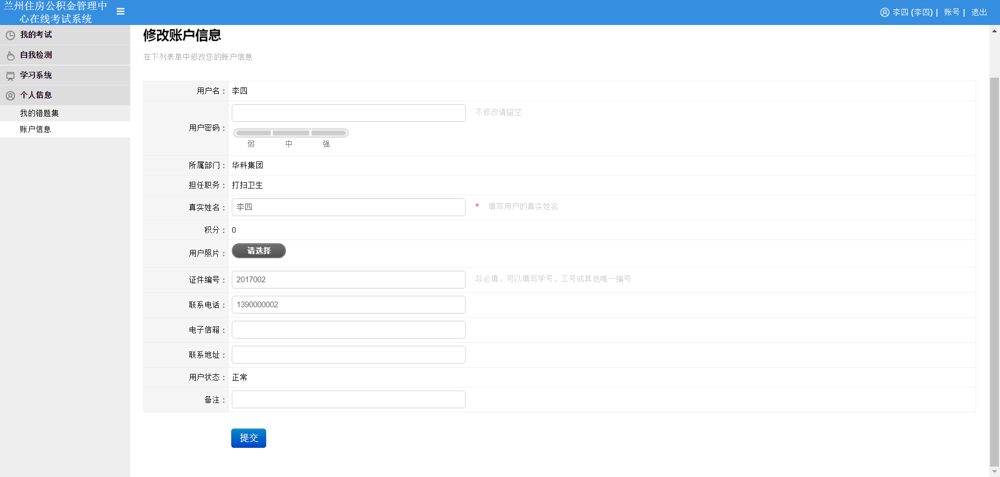 兰州住房公积金管理中
心在线考试系统
李四 (李四) | 账号 | 退出
我的考试
自我检测
学习系统
个人信息
我的错题集
账户信息
修改账户信息
在下列表单中修改您的账户信息
用户名： 李四
用户密码： 不修改请留空
弱 中 强
所属部门： 华科集团
担任职务： 打扫卫生
真实姓名： 李四 * 填写用户的真实姓名
积分： 0
用户照片： 请选择
证件编号： 2017002 非必填，可以填写学号、工号或其他唯一编号
联系电话： 1390000002
电子信箱：
联系地址：
用户状态： 正常
备注：
提交